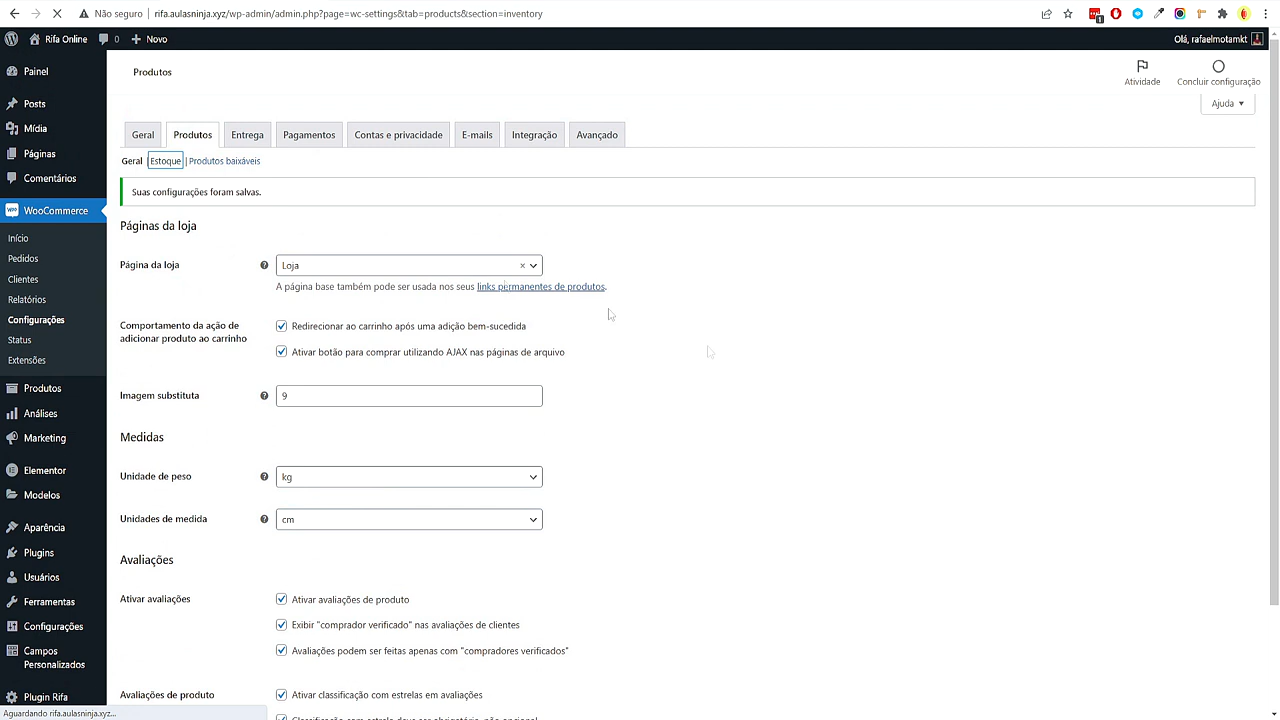 Não seguro
rifa.aulasninja.xyz/wp-admin/admin.php?page=wc-settings&tab=products&section=inventory
1
Rifa Online
0
Novo
Olá, rafaelmotamkt
Painel
Posts
Mídia
Páginas
Comentários
WooCommerce
Início
Pedidos
Clientes
Relatórios
Configurações
Status
Extensões
Produtos
Análises
Marketing
Elementor
Modelos
Aparência
Plugins
Usuários
Ferramentas
Configurações
Campos
Personalizados
Plugin Rifa
Aguardando rifa.aulasninja.xyz...
Produtos
Atividade
Concluir configuração
Ajuda ▼
Geral
Produtos
Entrega
Pagamentos
Contas e privacidade
E-mails
Integração
Avançado
Geral | Estoque | Produtos baixáveis
Suas configurações foram salvas.
Páginas da loja
Página da loja
Loja
×
A página base também pode ser usada nos seus links permanentes de produtos.
Comportamento da ação de
adicionar produto ao carrinho
Redirecionar ao carrinho após uma adição bem-sucedida
Ativar botão para comprar utilizando AJAX nas páginas de arquivo
Imagem substituta
9
Medidas
Unidade de peso
kg
Unidades de medida
cm
Avaliações
Ativar avaliações
Ativar avaliações de produto
Exibir "comprador verificado" nas avaliações de clientes
Avaliações podem ser feitas apenas com "compradores verificados"
Avaliações de produto
Ativar classificação com estrelas em avaliações